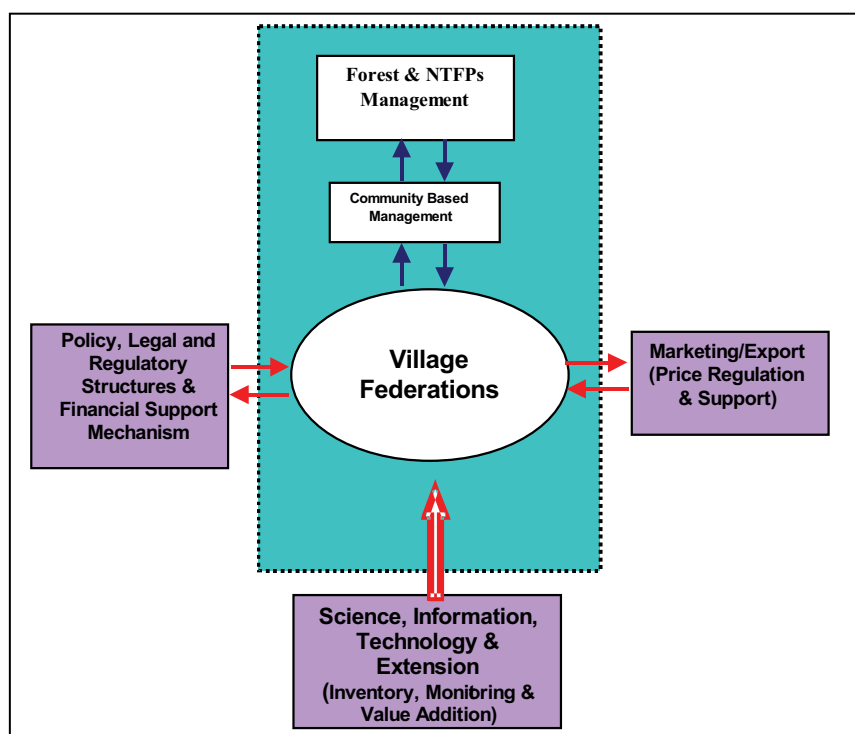 Forest & NTFPs
Management
Community Based
Management
Village
Federations
Policy, Legal and
Regulatory
Structures &
Financial Support
Mechanism
Marketing/Export
(Price Regulation
& Support)
Science, Information,
Technology &
Extension
(Inventory, Monitoring &
Value Addition)